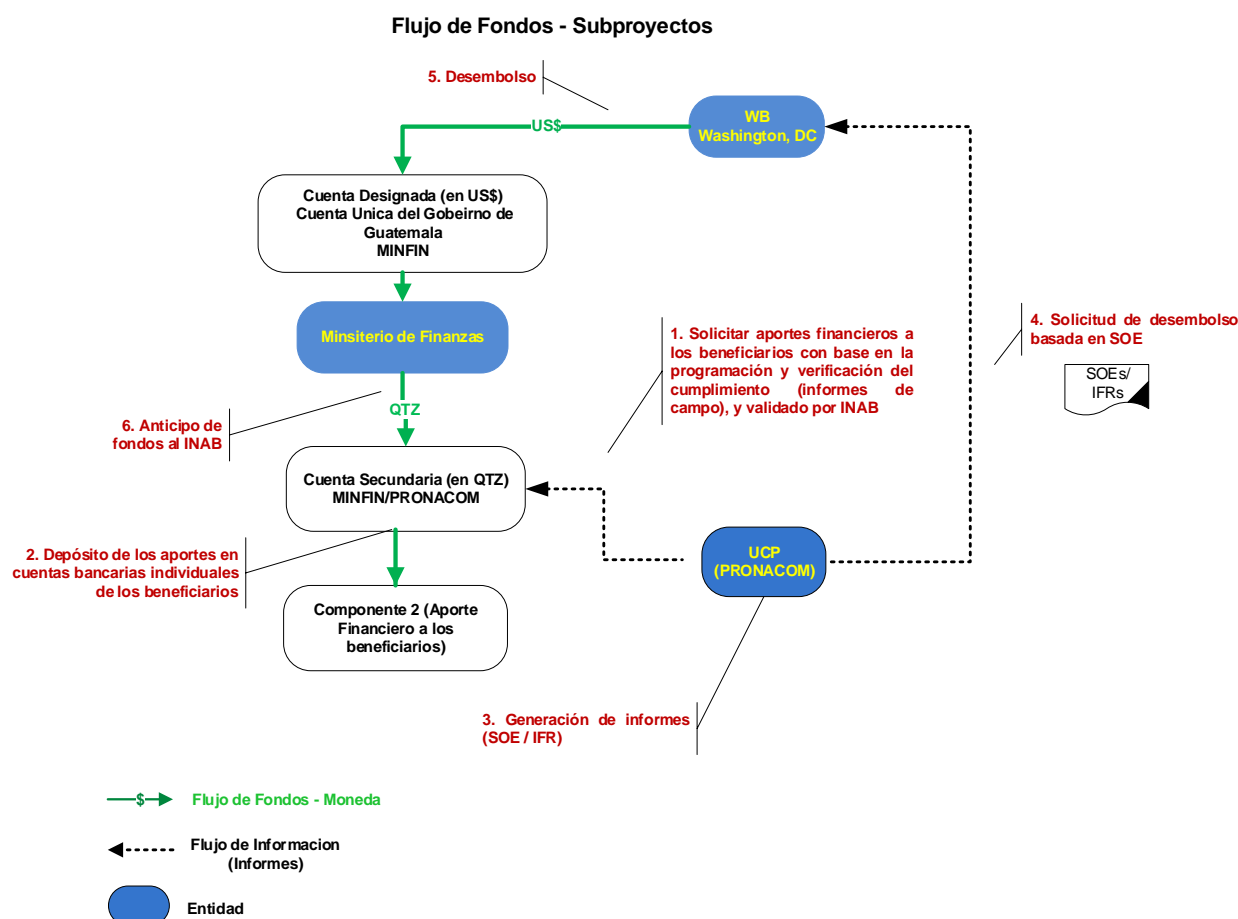 Flujo de Fondos - Subproyectos
5. Desembolso
WB
Washington, DC
US$
Cuenta Designada (en US$)
Cuenta Unica del Gobeirno de
Guatemala
MINFIN
Minsiterio de Finanzas
1. Solicitar aportes financieros a
los beneficiarios con base en la
programación y verificación del
cumplimiento (informes de
campo), y validado por INAB
4. Solicitud de desembolso
basada en SOE
SOEs/
IFRs
QTZ
6. Anticipo de
fondos al INAB
Cuenta Secundaria (en QTZ)
MINFIN/PRONACOM
2. Depósito de los aportes en
cuentas bancarias individuales
de los beneficiarios
UCP
(PRONACOM)
Componente 2 (Aporte
Financiero a los
beneficiarios)
3. Generación de informes
(SOE / IFR)
$
Flujo de Fondos - Moneda
Flujo de Informacion
(Informes)
Entidad